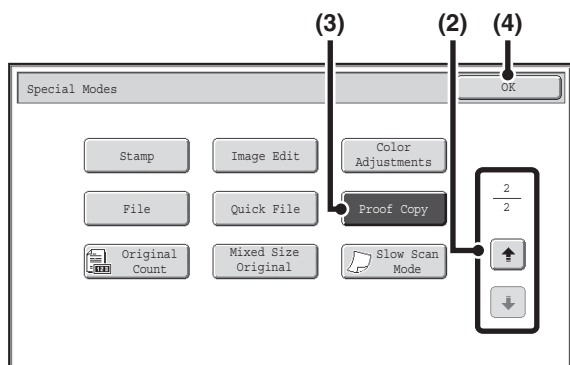 (3) (2) (4)
Special Modes OK
Stamp Image Edit Color
Adjustments
File Quick File Proof Copy
2
2
Original
Count
123
Mixed Size
Original
Slow Scan
Mode